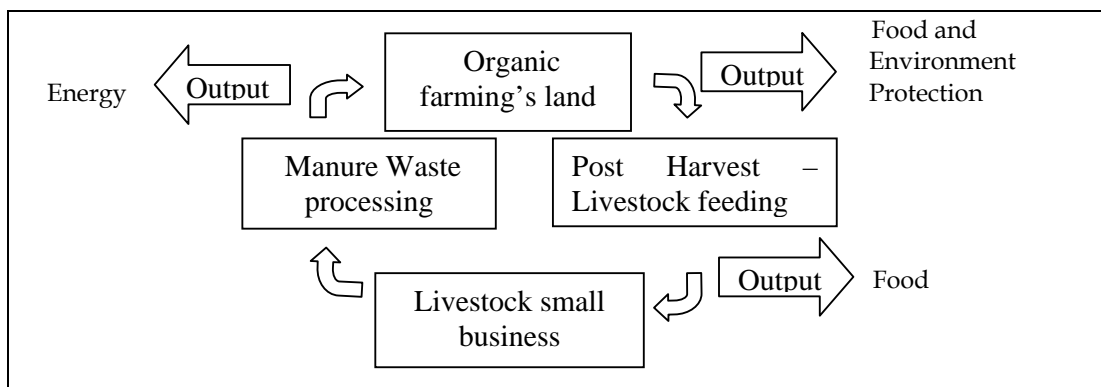 Energy
Output
Organic
farming’s land
Output
Food and
Environment
Protection
Manure Waste
processing
Post Harvest –
Livestock feeding
Livestock small
business
Output
Food